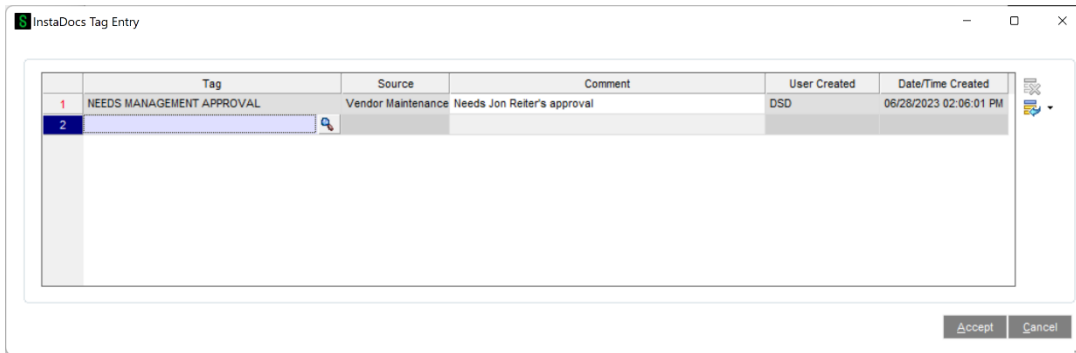 InstaDocs Tag Entry
Tag Source Comment User Created Date/Time Created
1 NEEDS MANAGEMENT APPROVAL Vendor Maintenance Needs Jon Reiter's approval DSD 06/28/2023 02:06:01 PM
2
Accept Cancel